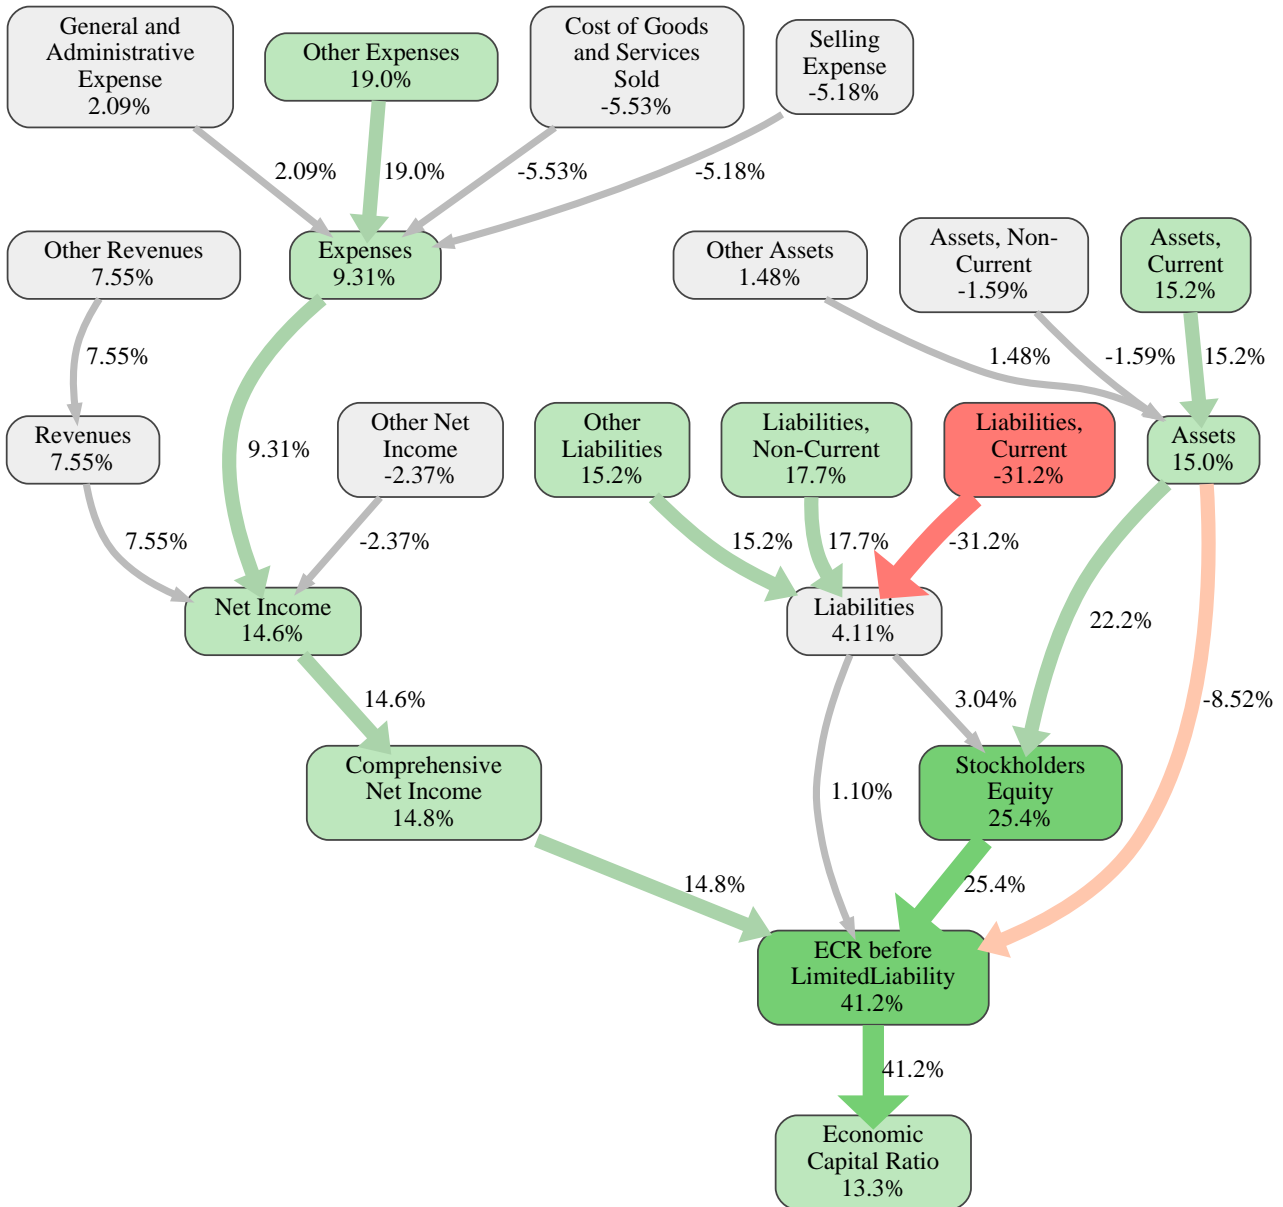 General and
Administrative
Expense
2.09%
Other Expenses
19.0%
Cost of Goods
and Services
Sold
-5.53%
Selling
Expense
-5.18%
2.09%
19.0%
-5.53%
-5.18%
Other Revenues
7.55%
Expenses
9.31%
Other Assets
1.48%
Assets, Non-
Current
-1.59%
Assets,
Current
15.2%
7.55%
1.48%
-1.59%
15.2%
Revenues
7.55%
9.31%
Other Net
Income
-2.37%
Other
Liabilities
15.2%
Liabilities,
Non-Current
17.7%
Liabilities,
Current
-31.2%
Assets
15.0%
7.55%
-2.37%
15.2%
17.7%
-31.2%
Net Income
14.6%
Liabilities
4.11%
22.2%
14.6%
3.04%
-8.52%
Comprehensive
Net Income
14.8%
1.10%
Stockholders
Equity
25.4%
14.8%
25.4%
ECR before
LimitedLiability
41.2%
41.2%
Economic
Capital Ratio
13.3%